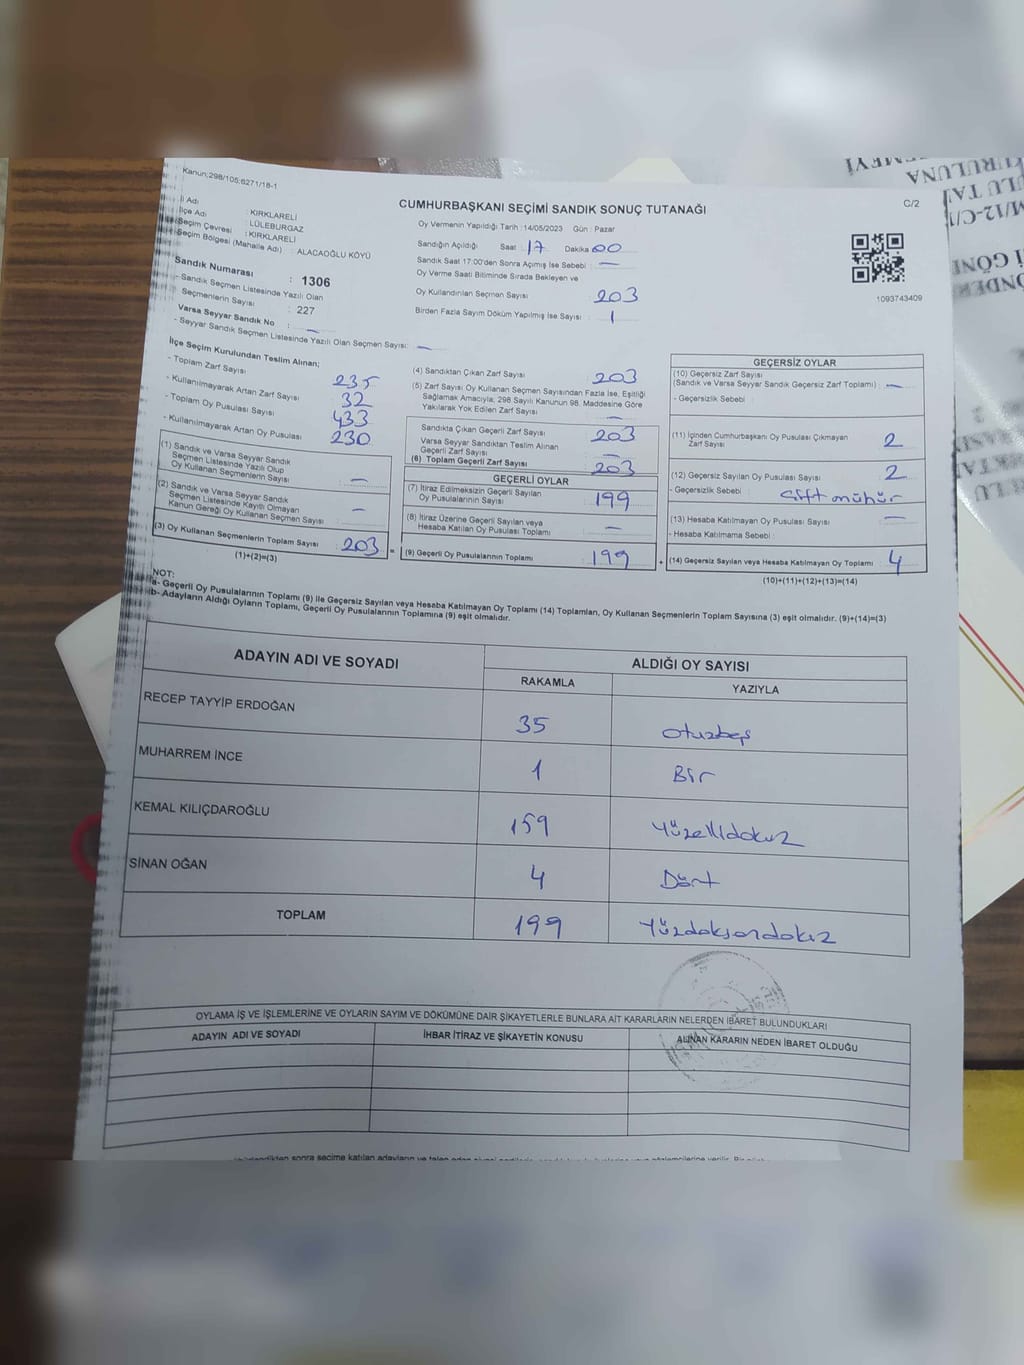 Kanun:298/105;6271/18-1
CUMHURBAŞKANI SEÇİMİ SANDIK SONUÇ TUTANAĞI
C/2
İl Adı : KIRKLARELİ
İlçe Adı : LÜLEBURGAZ
Seçim Çevresi : KIRKLARELİ
Seçim Bölgesi (Mahalle Adı) : ALACAOĞLU KÖYÜ
Sandık Numarası : 1306
- Sandık Seçmen Listesinde Yazılı Olan
Seçmenlerin Sayısı : 227
Varsa Seyyar Sandık No : —
- Seyyar Sandık Seçmen Listesinde Yazılı Olan Seçmen Sayısı: —
Oy Vermenin Yapıldığı Tarih : 14/05/2023 Gün : Pazar
Sandığın Açıldığı Saat : 17 Dakika 00
Sandık Saat 17:00'den Sonra Açımış İse Sebebi : —
Oy Verme Saati Bitiminde Sırada Bekleyen ve
Oy Kullandırılan Seçmen Sayısı 203
Birden Fazla Sayım Döküm Yapılmış İse Sayısı : 1
1093743409
İlçe Seçim Kurulundan Teslim Alınan;
- Toplam Zarf Sayısı 235
- Kullanılmayarak Artan Zarf Sayısı 32
- Toplam Oy Pusulası Sayısı 433
- Kullanılmayarak Artan Oy Pusulası 230
(1) Sandık ve Varsa Seyyar Sandık
Seçmen Listesinde Yazılı Olup
Oy Kullanan Seçmenlerin Sayısı : —
(2) Sandık ve Varsa Seyyar Sandık
Seçmen Listesinde Kayıtlı Olmayan
Kanun Gereği Oy Kullanan Seçmen Sayısı : —
(3) Oy Kullanan Seçmenlerin Toplam Sayısı : 203
(1)+(2)=(3)
(4) Sandıktan Çıkan Zarf Sayısı : 203
(5) Zarf Sayısı Oy Kullanan Seçmen Sayısından Fazla İse, Eşitliği
Sağlamak Amacıyla; 298 Sayılı Kanunun 98. Maddesine Göre
Yakılarak Yok Edilen Zarf Sayısı : —
Sandıkta Çıkan Geçerli Zarf Sayısı : 203
Varsa Seyyar Sandıktan Teslim Alınan
Geçerli Zarf Sayısı : —
(6) Toplam Geçerli Zarf Sayısı 203
GEÇERLİ OYLAR
(7) İtiraz Edilmeksizin Geçerli Sayılan
Oy Pusulalarının Sayısı : 199
(8) İtiraz Üzerine Geçerli Sayılan veya
Hesaba Katılan Oy Pusulası Toplamı : —
= (9) Geçerli Oy Pusulalarının Toplamı : 199
GEÇERSİZ OYLAR
(10) Geçersiz Zarf Sayısı
(Sandık ve Varsa Seyyar Sandık Geçersiz Zarf Toplamı) : —
- Geçersizlik Sebebi :
(11) İçinden Cumhurbaşkanı Oy Pusulası Çıkmayan
Zarf Sayısı : 2
(12) Geçersiz Sayılan Oy Pusulası Sayısı : 2
- Geçersizlik Sebebi : Çift mühür
(13) Hesaba Katılmayan Oy Pusulası Sayısı : —
- Hesaba Katılmama Sebebi :
+ (14) Geçersiz Sayılan veya Hesaba Katılmayan Oy Toplamı : 4
(10)+(11)+(12)+(13)=(14)
NOT:
a- Geçerli Oy Pusulalarının Toplamı (9) ile Geçersiz Sayılan veya Hesaba Katılmayan Oy Toplamı (14) Toplamları, Oy Kullanan Seçmenlerin Toplam Sayısına (3) eşit olmalıdır. (9)+(14)=(3)
b- Adayların Aldığı Oyların Toplamı, Geçerli Oy Pusulalarının Toplamına (9) eşit olmalıdır.
ADAYIN ADI VE SOYADI ALDIĞI OY SAYISI
RAKAMLA YAZIYLA
RECEP TAYYİP ERDOĞAN 35 otuzbeş
MUHARREM İNCE 1 Bir
KEMAL KILIÇDAROĞLU 159 Yüzellidokuz
SİNAN OĞAN 4 Dört
TOPLAM 199 Yüzdoksandokuz
OYLAMA İŞ VE İŞLEMLERİNE VE OYLARIN SAYIM VE DÖKÜMÜNE DAİR ŞİKAYETLERLE BUNLARA AİT KARARLARIN NELERDEN İBARET BULUNDUKLARI
ADAYIN ADI VE SOYADI İHBAR İTİRAZ VE ŞİKAYETİN KONUSU ALINAN KARARIN NEDEN İBARET OLDUĞU